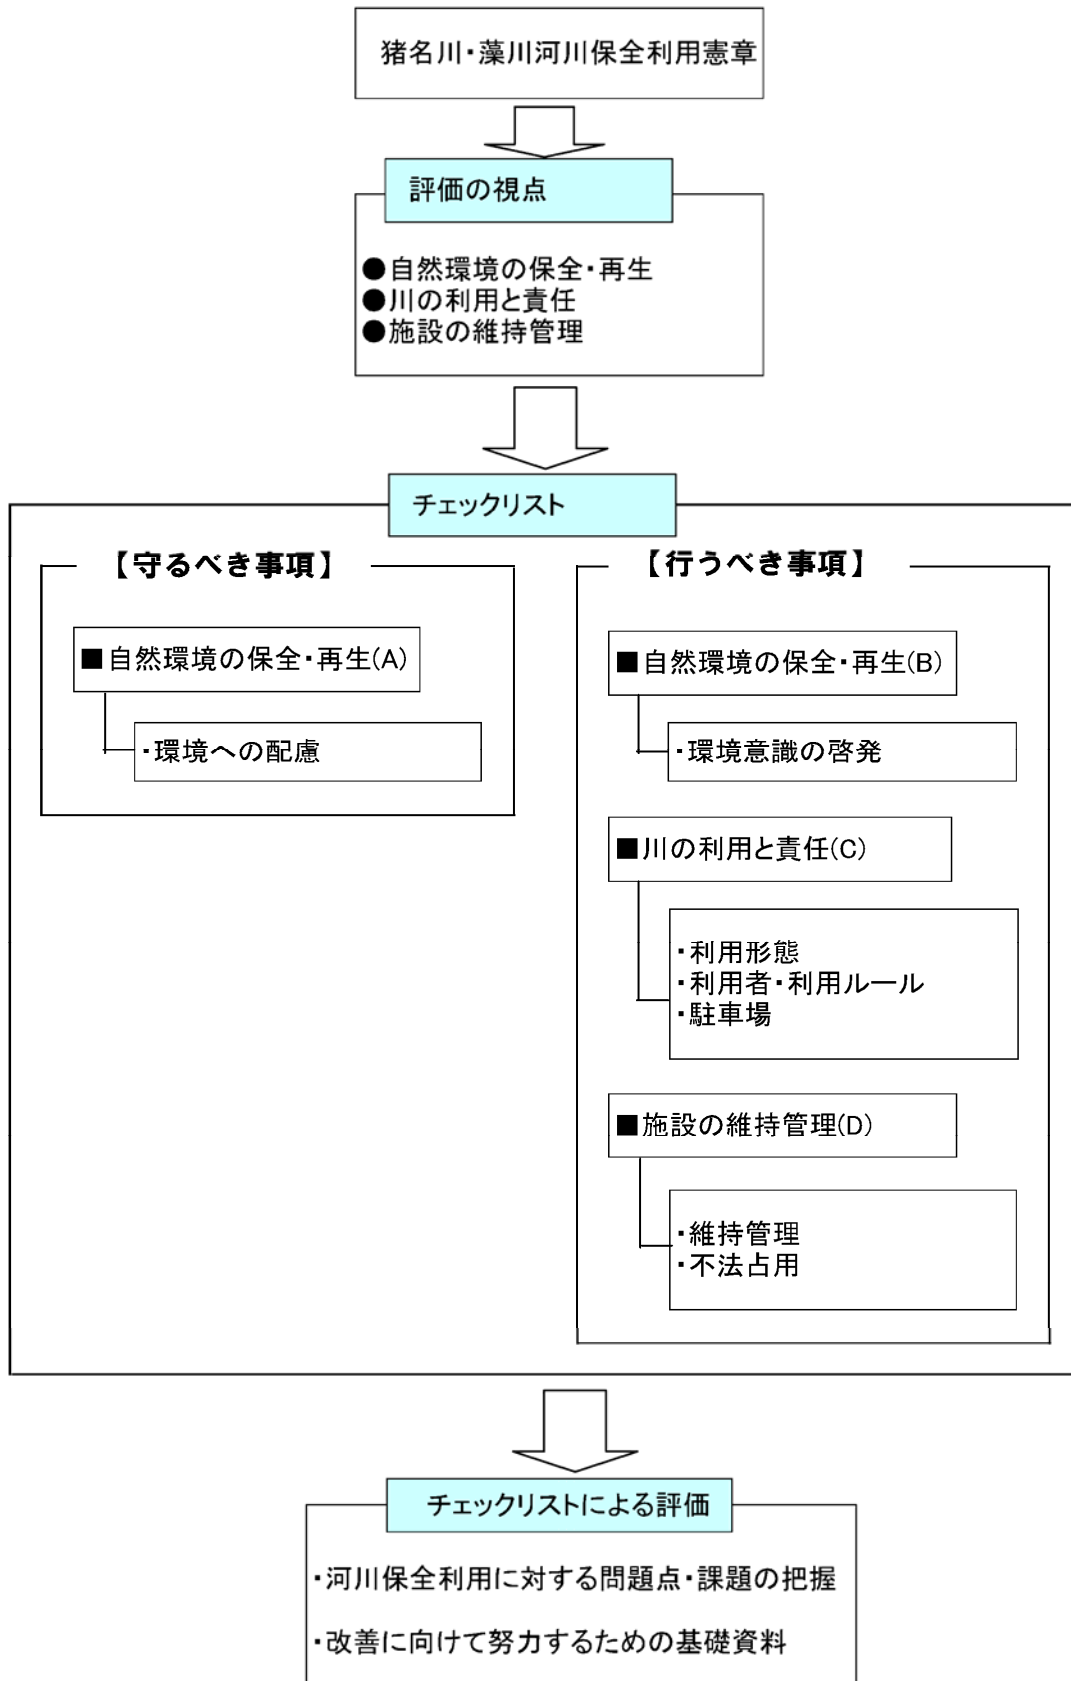 猪名川・藻川河川保全利用憲章
評価の視点
●自然環境の保全・再生
●川の利用と責任
●施設の維持管理
チェックリスト
【守るべき事項】
■自然環境の保全・再生(A)
・環境への配慮
【行うべき事項】
■自然環境の保全・再生(B)
・環境意識の啓発
■川の利用と責任(C)
・利用形態
・利用者・利用ルール
・駐車場
■施設の維持管理(D)
・維持管理
・不法占用
チェックリストによる評価
・河川保全利用に対する問題点・課題の把握
・改善に向けて努力するための基礎資料